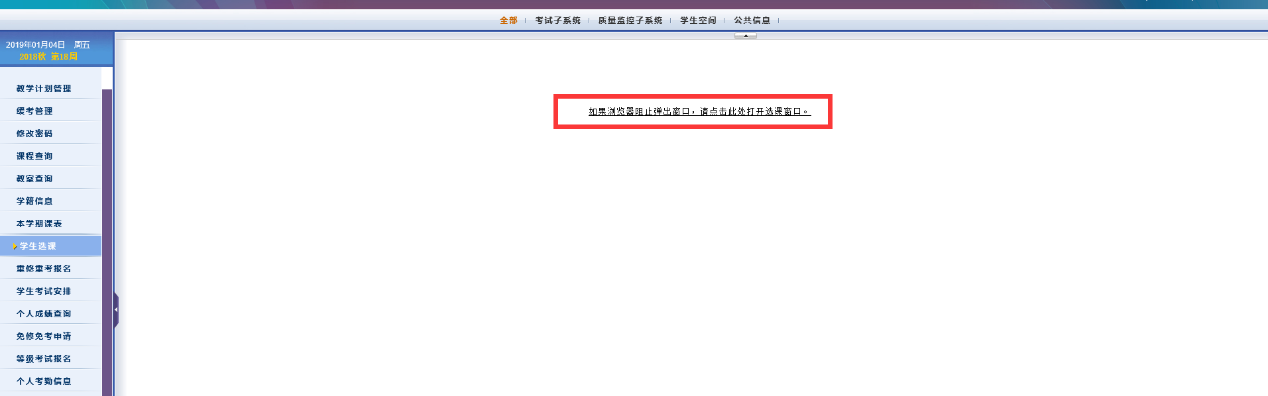 全部 考试子系统 质量监控子系统 学生空间 公共信息
2019年01月04日 周五
2018秋 第18周
教学计划管理
缓考管理
修改密码
课程查询
教室查询
学籍信息
本学期课表
学生选课
重修重考报名
学生考试安排
个人成绩查询
免修免考申请
等级考试报名
个人考勤信息
如果浏览器阻止弹出窗口，请点击此处打开选课窗口。